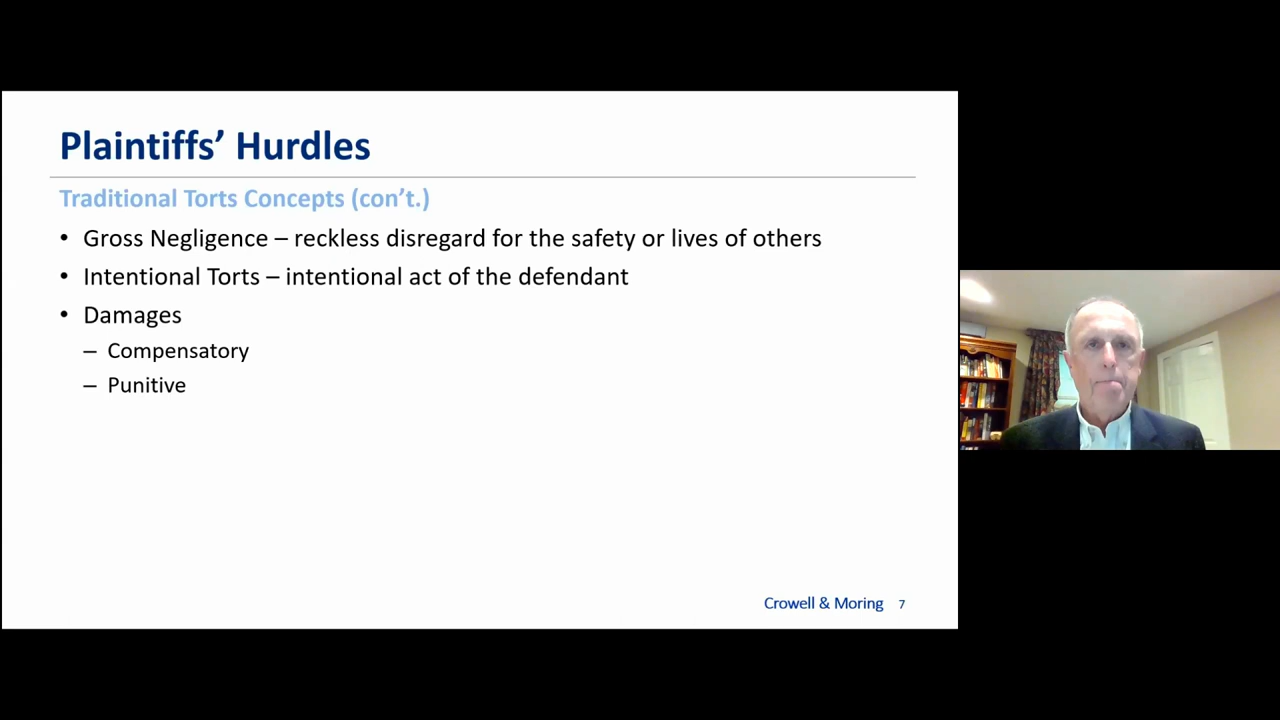 Plaintiffs’ Hurdles
Traditional Torts Concepts (con’t.)
• Gross Negligence – reckless disregard for the safety or lives of others
• Intentional Torts – intentional act of the defendant
• Damages
– Compensatory
– Punitive
Crowell & Moring 7